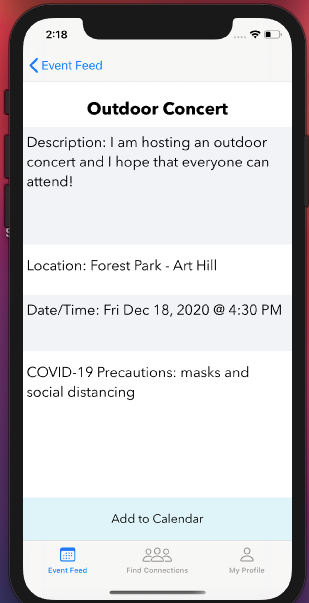 2:18
Event Feed
Outdoor Concert
Description: I am hosting an outdoor
concert and I hope that everyone can
attend!
Location: Forest Park - Art Hill
Date/Time: Fri Dec 18, 2020 @ 4:30 PM
COVID-19 Precautions: masks and
social distancing
Add to Calendar
Event Feed Find Connections My Profile